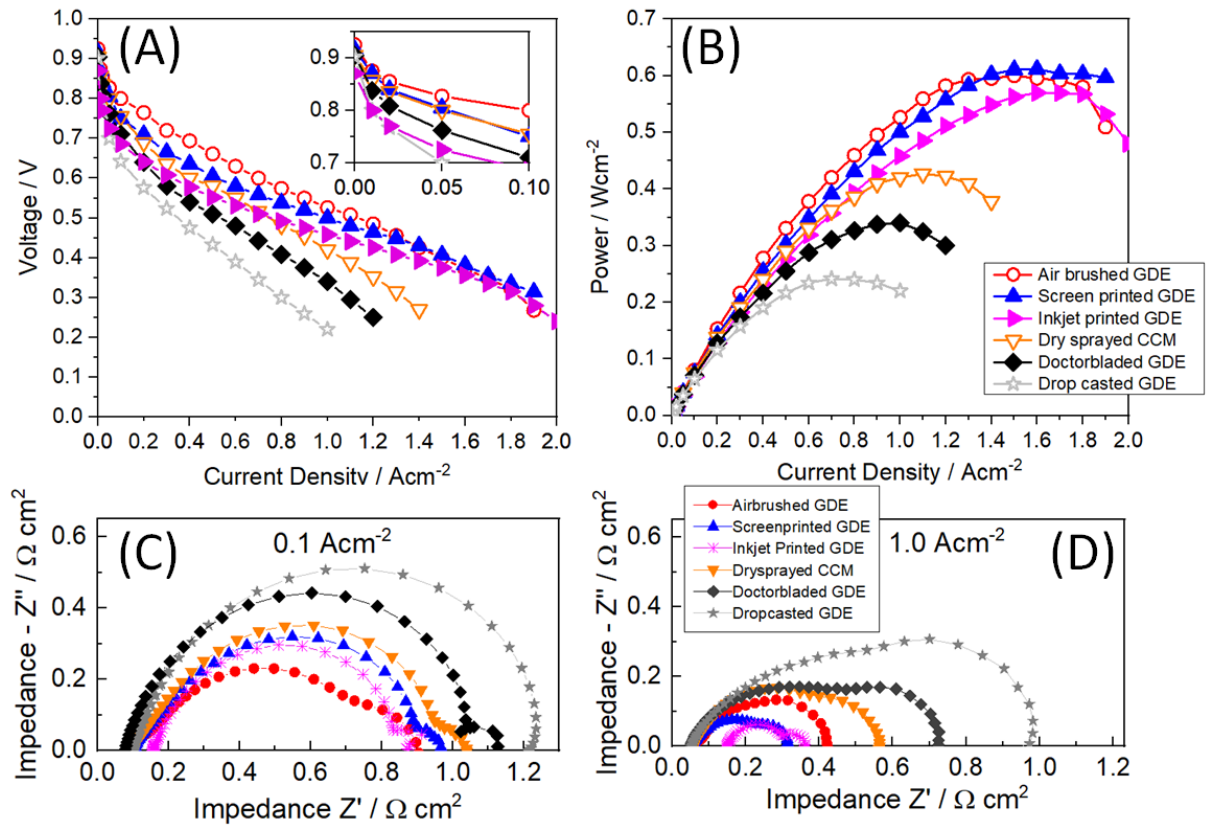 (A)
1.0
0.9
0.8
0.7
0.6
0.5
0.4
0.3
0.2
0.1
0.0
Voltage / V
0.0 0.2 0.4 0.6 0.8 1.0 1.2 1.4 1.6 1.8 2.0
Current Density / Acm-2
0.9
0.8
0.7
0.00 0.05 0.10
(B)
0.7
0.6
0.5
0.4
0.3
0.2
0.1
0.0
Power / Wcm-2
0.0 0.2 0.4 0.6 0.8 1.0 1.2 1.4 1.6 1.8 2.0
Current Density / Acm-2
Air brushed GDE
Screen printed GDE
Inkjet printed GDE
Dry sprayed CCM
Doctorbladed GDE
Drop casted GDE
(C)
0.1 Acm-2
0.6
0.4
0.2
0.0
Impedance - Z'' / Ω cm2
0.0 0.2 0.4 0.6 0.8 1.0 1.2
Impedance Z' / Ω cm2
(D)
1.0 Acm-2
0.6
0.4
0.2
0.0
Impedance - Z'' / Ω cm2
0.0 0.2 0.4 0.6 0.8 1.0 1.2
Impedance Z' / Ω cm2
Airbrushed GDE
Screenprinted GDE
Inkjet Printed GDE
Drysprayed CCM
Doctorbladed GDE
Dropcasted GDE